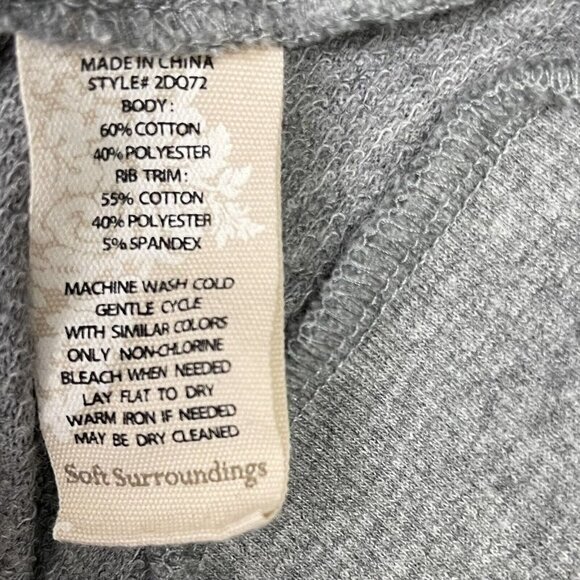 MADE IN CHINA
STYLE# 2DQ72
BODY:
60% COTTON
40% POLYESTER
RIB TRIM:
55% COTTON
40% POLYESTER
5% SPANDEX
MACHINE WASH COLD
GENTLE CYCLE
WITH SIMILAR COLORS
ONLY NON-CHLORINE
BLEACH WHEN NEEDED
LAY FLAT TO DRY
WARM IRON IF NEEDED
MAY BE DRY CLEANED
Soft Surroundings